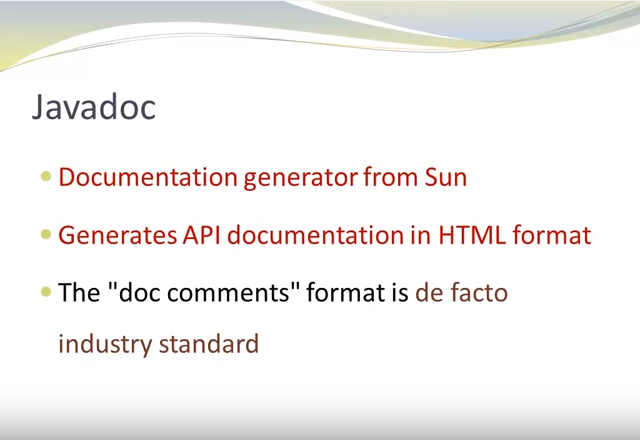 Javadoc
Documentation generator from Sun
Generates API documentation in HTML format
The "doc comments" format is de facto
industry standard